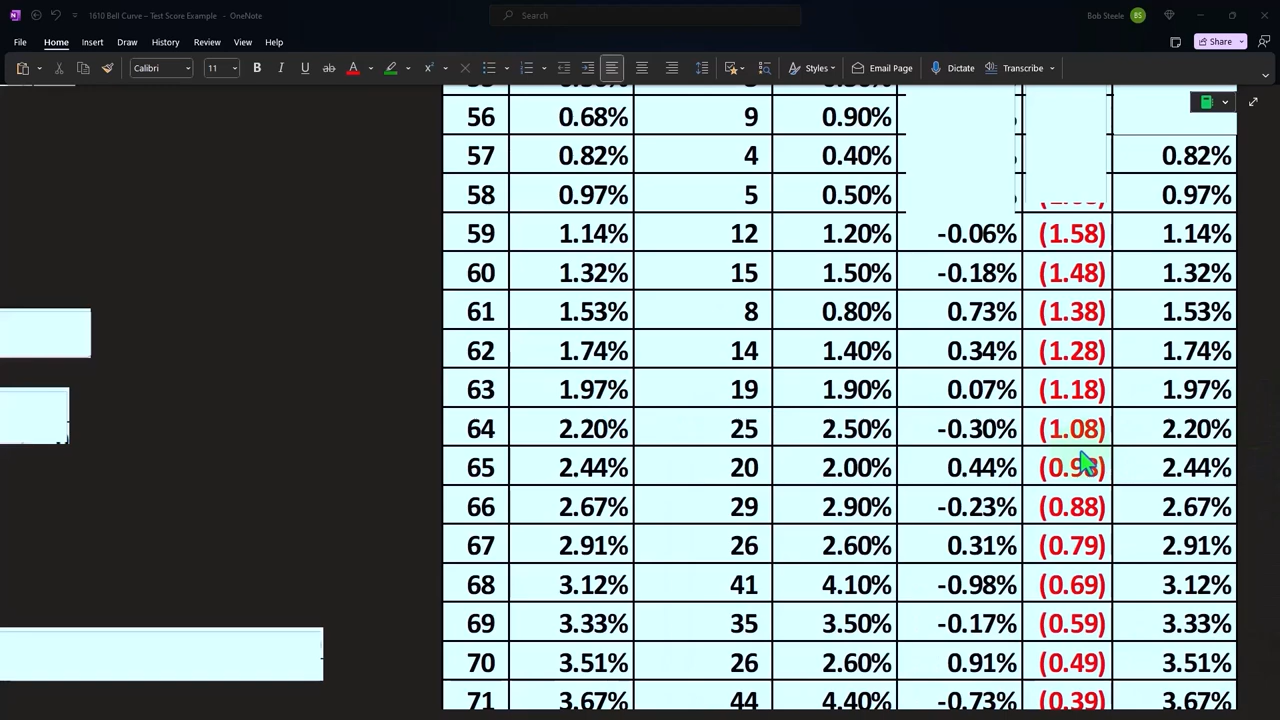 1610 Bell Curve – Test Score Example - OneNote
Search
Bob Steele
BS
File Home Insert Draw History Review View Help
Share
Calibri 11 B I U ab A x Styles Email Page Dictate Transcribe
56 0.68% 9 0.90%
57 0.82% 4 0.40% 0.82%
58 0.97% 5 0.50% 0.97%
59 1.14% 12 1.20% -0.06% (1.58) 1.14%
60 1.32% 15 1.50% -0.18% (1.48) 1.32%
61 1.53% 8 0.80% 0.73% (1.38) 1.53%
62 1.74% 14 1.40% 0.34% (1.28) 1.74%
63 1.97% 19 1.90% 0.07% (1.18) 1.97%
64 2.20% 25 2.50% -0.30% (1.08) 2.20%
65 2.44% 20 2.00% 0.44% (0.98) 2.44%
66 2.67% 29 2.90% -0.23% (0.88) 2.67%
67 2.91% 26 2.60% 0.31% (0.79) 2.91%
68 3.12% 41 4.10% -0.98% (0.69) 3.12%
69 3.33% 35 3.50% -0.17% (0.59) 3.33%
70 3.51% 26 2.60% 0.91% (0.49) 3.51%
71 3.67% 44 4.40% -0.73% (0.39) 3.67%